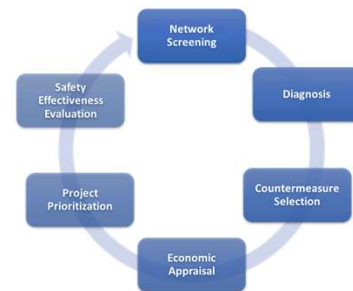 Network
Screening
Diagnosis
Countermeasure
Selection
Economic
Appraisal
Project
Prioritization
Safety
Effectiveness
Evaluation